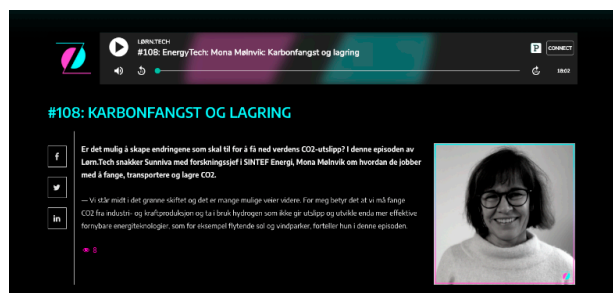 LØRN.TECH
#108: EnergyTech: Mona Mølnvik: Karbonfangst og lagring
P CONNECT
18:02
#108: KARBONFANGST OG LAGRING
Er det mulig å skape endringene som skal til for å få ned verdens CO2-utslipp? I denne episoden av
Lørn.Tech snakker Sunniva med forskningssjef i SINTEF Energi, Mona Mølnvik om hvordan de jobber
med å fange, transportere og lagre CO2.
— Vi står midt i det grønne skiftet og det er mange mulige veier videre. For meg betyr det at vi må fange
CO2 fra industri- og kraftproduksjon og ta i bruk hydrogen som ikke gir utslipp og utvikle enda mer effektive
fornybare energiteknologier, som for eksempel flytende sol og vindparker, forteller hun i denne episoden.
f
in